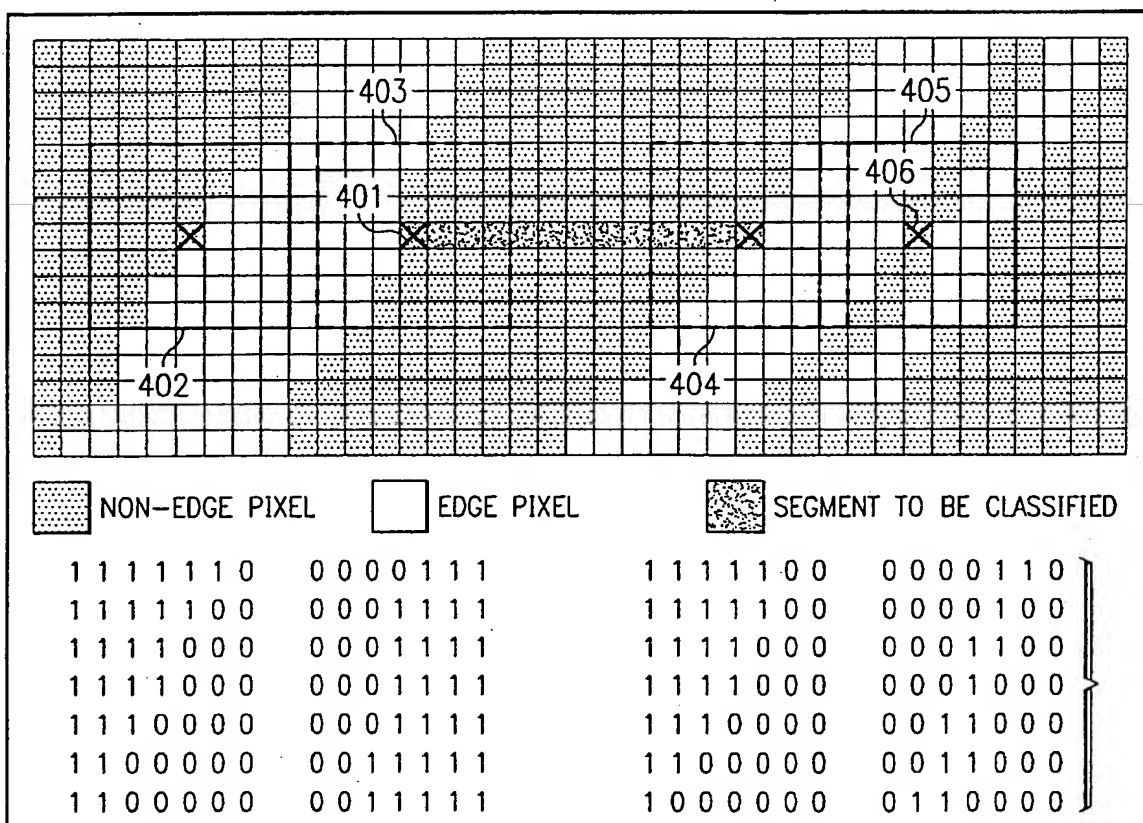 403
405
401
406
402
404
NON-EDGE PIXEL EDGE PIXEL SEGMENT TO BE CLASSIFIED
1 1 1 1 1 1 0 0 0 0 0 1 1 1 1 1 1 1 1 0 0 0 0 0 0 1 1 0
1 1 1 1 1 0 0 0 0 0 1 1 1 1 1 1 1 1 1 0 0 0 0 0 0 1 0 0
1 1 1 1 0 0 0 0 0 0 1 1 1 1 1 1 1 1 0 0 0 0 0 0 1 1 0 0
1 1 1 1 0 0 0 0 0 0 1 1 1 1 1 1 1 1 0 0 0 0 0 0 1 0 0 0
1 1 1 0 0 0 0 0 0 0 1 1 1 1 1 1 1 0 0 0 0 0 0 1 1 0 0 0
1 1 0 0 0 0 0 0 0 1 1 1 1 1 1 1 0 0 0 0 0 0 0 1 1 0 0 0
1 1 0 0 0 0 0 0 0 1 1 1 1 1 1 0 0 0 0 0 0 0 1 1 0 0 0 0